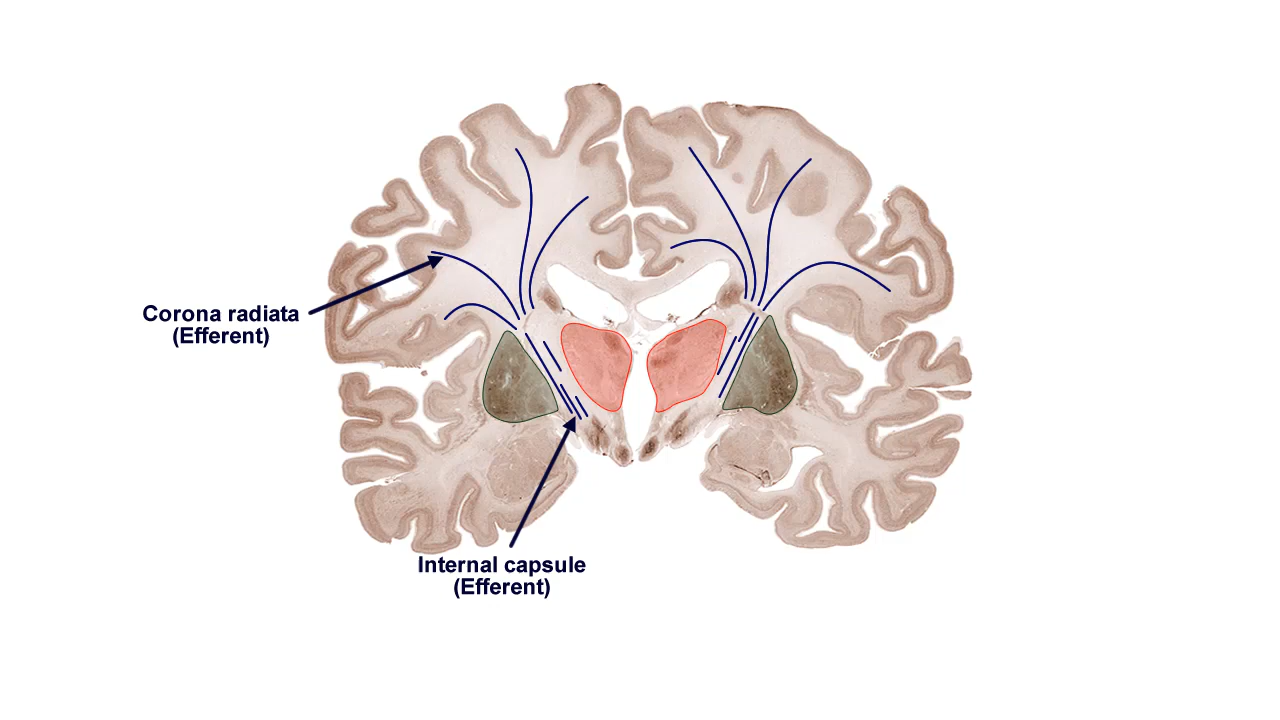 Corona radiata
(Efferent)
Internal capsule
(Efferent)